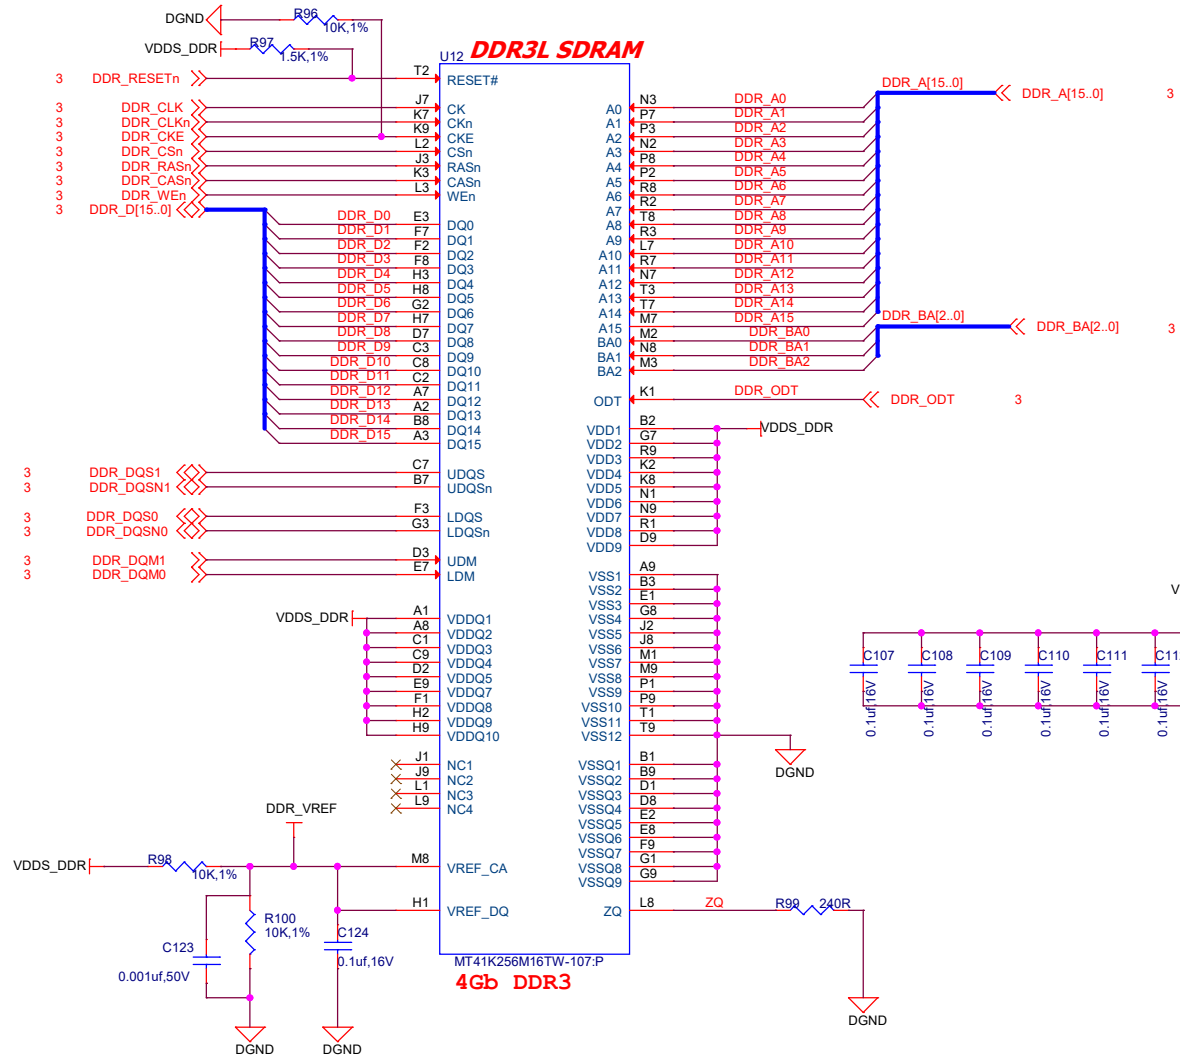 DGND
R96
10K,1%
VDDS_DDR
R97
1.5K,1%
U12
DDR3L SDRAM
3 DDR_RESETn T2 RESET#
3 DDR_CLK J7 CK
3 DDR_CLKn K7 CKn
3 DDR_CKE K9 CKE
3 DDR_CSn L2 CSn
3 DDR_RASn J3 RASn
3 DDR_CASn K3 CASn
3 DDR_WEn L3 WEn
3 DDR_D[15..0]
DDR_D0 E3 DQ0
DDR_D1 F7 DQ1
DDR_D2 F2 DQ2
DDR_D3 F8 DQ3
DDR_D4 H3 DQ4
DDR_D5 H8 DQ5
DDR_D6 G2 DQ6
DDR_D7 H7 DQ7
DDR_D8 D7 DQ8
DDR_D9 C3 DQ9
DDR_D10 C8 DQ10
DDR_D11 C2 DQ11
DDR_D12 A7 DQ12
DDR_D13 A2 DQ13
DDR_D14 B8 DQ14
DDR_D15 A3 DQ15
3 DDR_DQS1 C7 UDQS
3 DDR_DQSN1 B7 UDQSn
3 DDR_DQS0 F3 LDQS
3 DDR_DQSN0 G3 LDQSn
3 DDR_DQM1 D3 UDM
3 DDR_DQM0 E7 LDM
VDDS_DDR
A1 VDDQ1
A8 VDDQ2
C1 VDDQ3
C9 VDDQ4
D2 VDDQ5
E9 VDDQ7
F1 VDDQ8
H2 VDDQ9
H9 VDDQ10
J1 NC1
J9 NC2
L1 NC3
L9 NC4
DDR_VREF
VDDS_DDR
R98
10K,1%
M8 VREF_CA
H1 VREF_DQ
R100
10K,1%
C123
0.001uf,50V
C124
0.1uf,16V
DGND
DGND
A0 N3 DDR_A0
A1 P7 DDR_A1
A2 P3 DDR_A2
A3 N2 DDR_A3
A4 P8 DDR_A4
A5 P2 DDR_A5
A6 R8 DDR_A6
A7 R2 DDR_A7
A8 T8 DDR_A8
A9 R3 DDR_A9
A10 L7 DDR_A10
A11 R7 DDR_A11
A12 N7 DDR_A12
A13 T3 DDR_A13
A14 T7 DDR_A14
A15 M7 DDR_A15
BA0 M2 DDR_BA0
BA1 N8 DDR_BA1
BA2 M3 DDR_BA2
DDR_A[15..0]
DDR_A[15..0] 3
DDR_BA[2..0]
DDR_BA[2..0] 3
ODT K1 DDR_ODT
DDR_ODT 3
VDD1 B2
VDDS_DDR
VDD2 G7
VDD3 R9
VDD4 K2
VDD5 K8
VDD6 N1
VDD7 N9
VDD8 R1
VDD9 D9
VSS1 A9
VSS2 B3
VSS3 E1
VSS4 G8
VSS5 J2
VSS6 J8
VSS7 M1
VSS8 M9
VSS9 P1
VSS10 P9
VSS11 T1
VSS12 T9
DGND
VSSQ1 B1
VSSQ2 B9
VSSQ3 D1
VSSQ4 D8
VSSQ5 E2
VSSQ6 E8
VSSQ7 F9
VSSQ8 G1
VSSQ9 G9
ZQ L8 ZQ
R99 240R
DGND
C107
0.1uf,16V
C108
0.1uf,16V
C109
0.1uf,16V
C110
0.1uf,16V
C111
0.1uf,16V
0.1uf,16V
MT41K256M16TW-107:P
4Gb DDR3